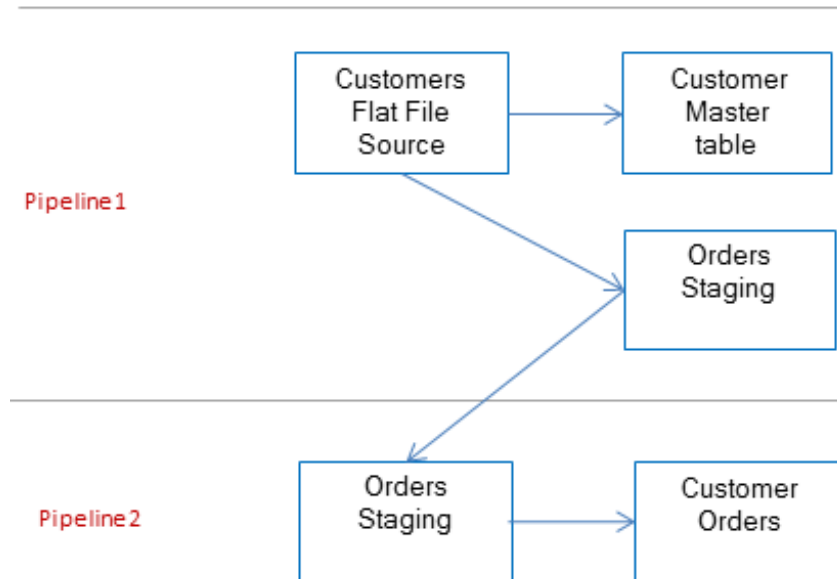 Customers
Flat File
Source
Customer
Master
table
Pipeline1
Orders
Staging
Pipeline2
Orders
Staging
Customer
Orders